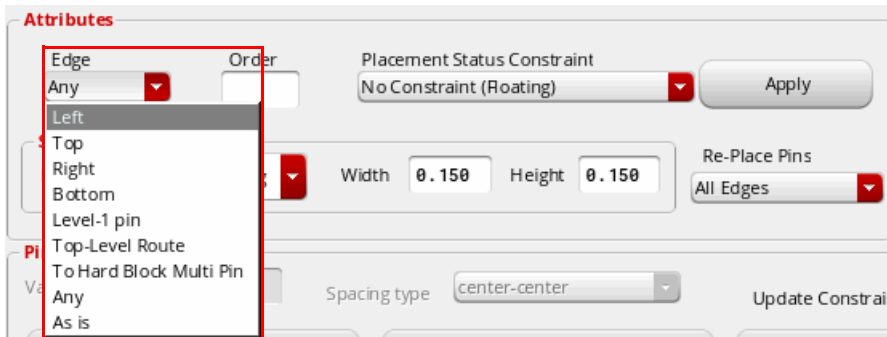 Attributes
Edge Order Placement Status Constraint
Any No Constraint (Floating) Apply
Left
Top
Right Width 0.150 Height 0.150 Re-Place Pins
Bottom All Edges
Level-1 pin
Top-Level Route
To Hard Block Multi Pin
Any Spacing type center-center Update Constrai
As is